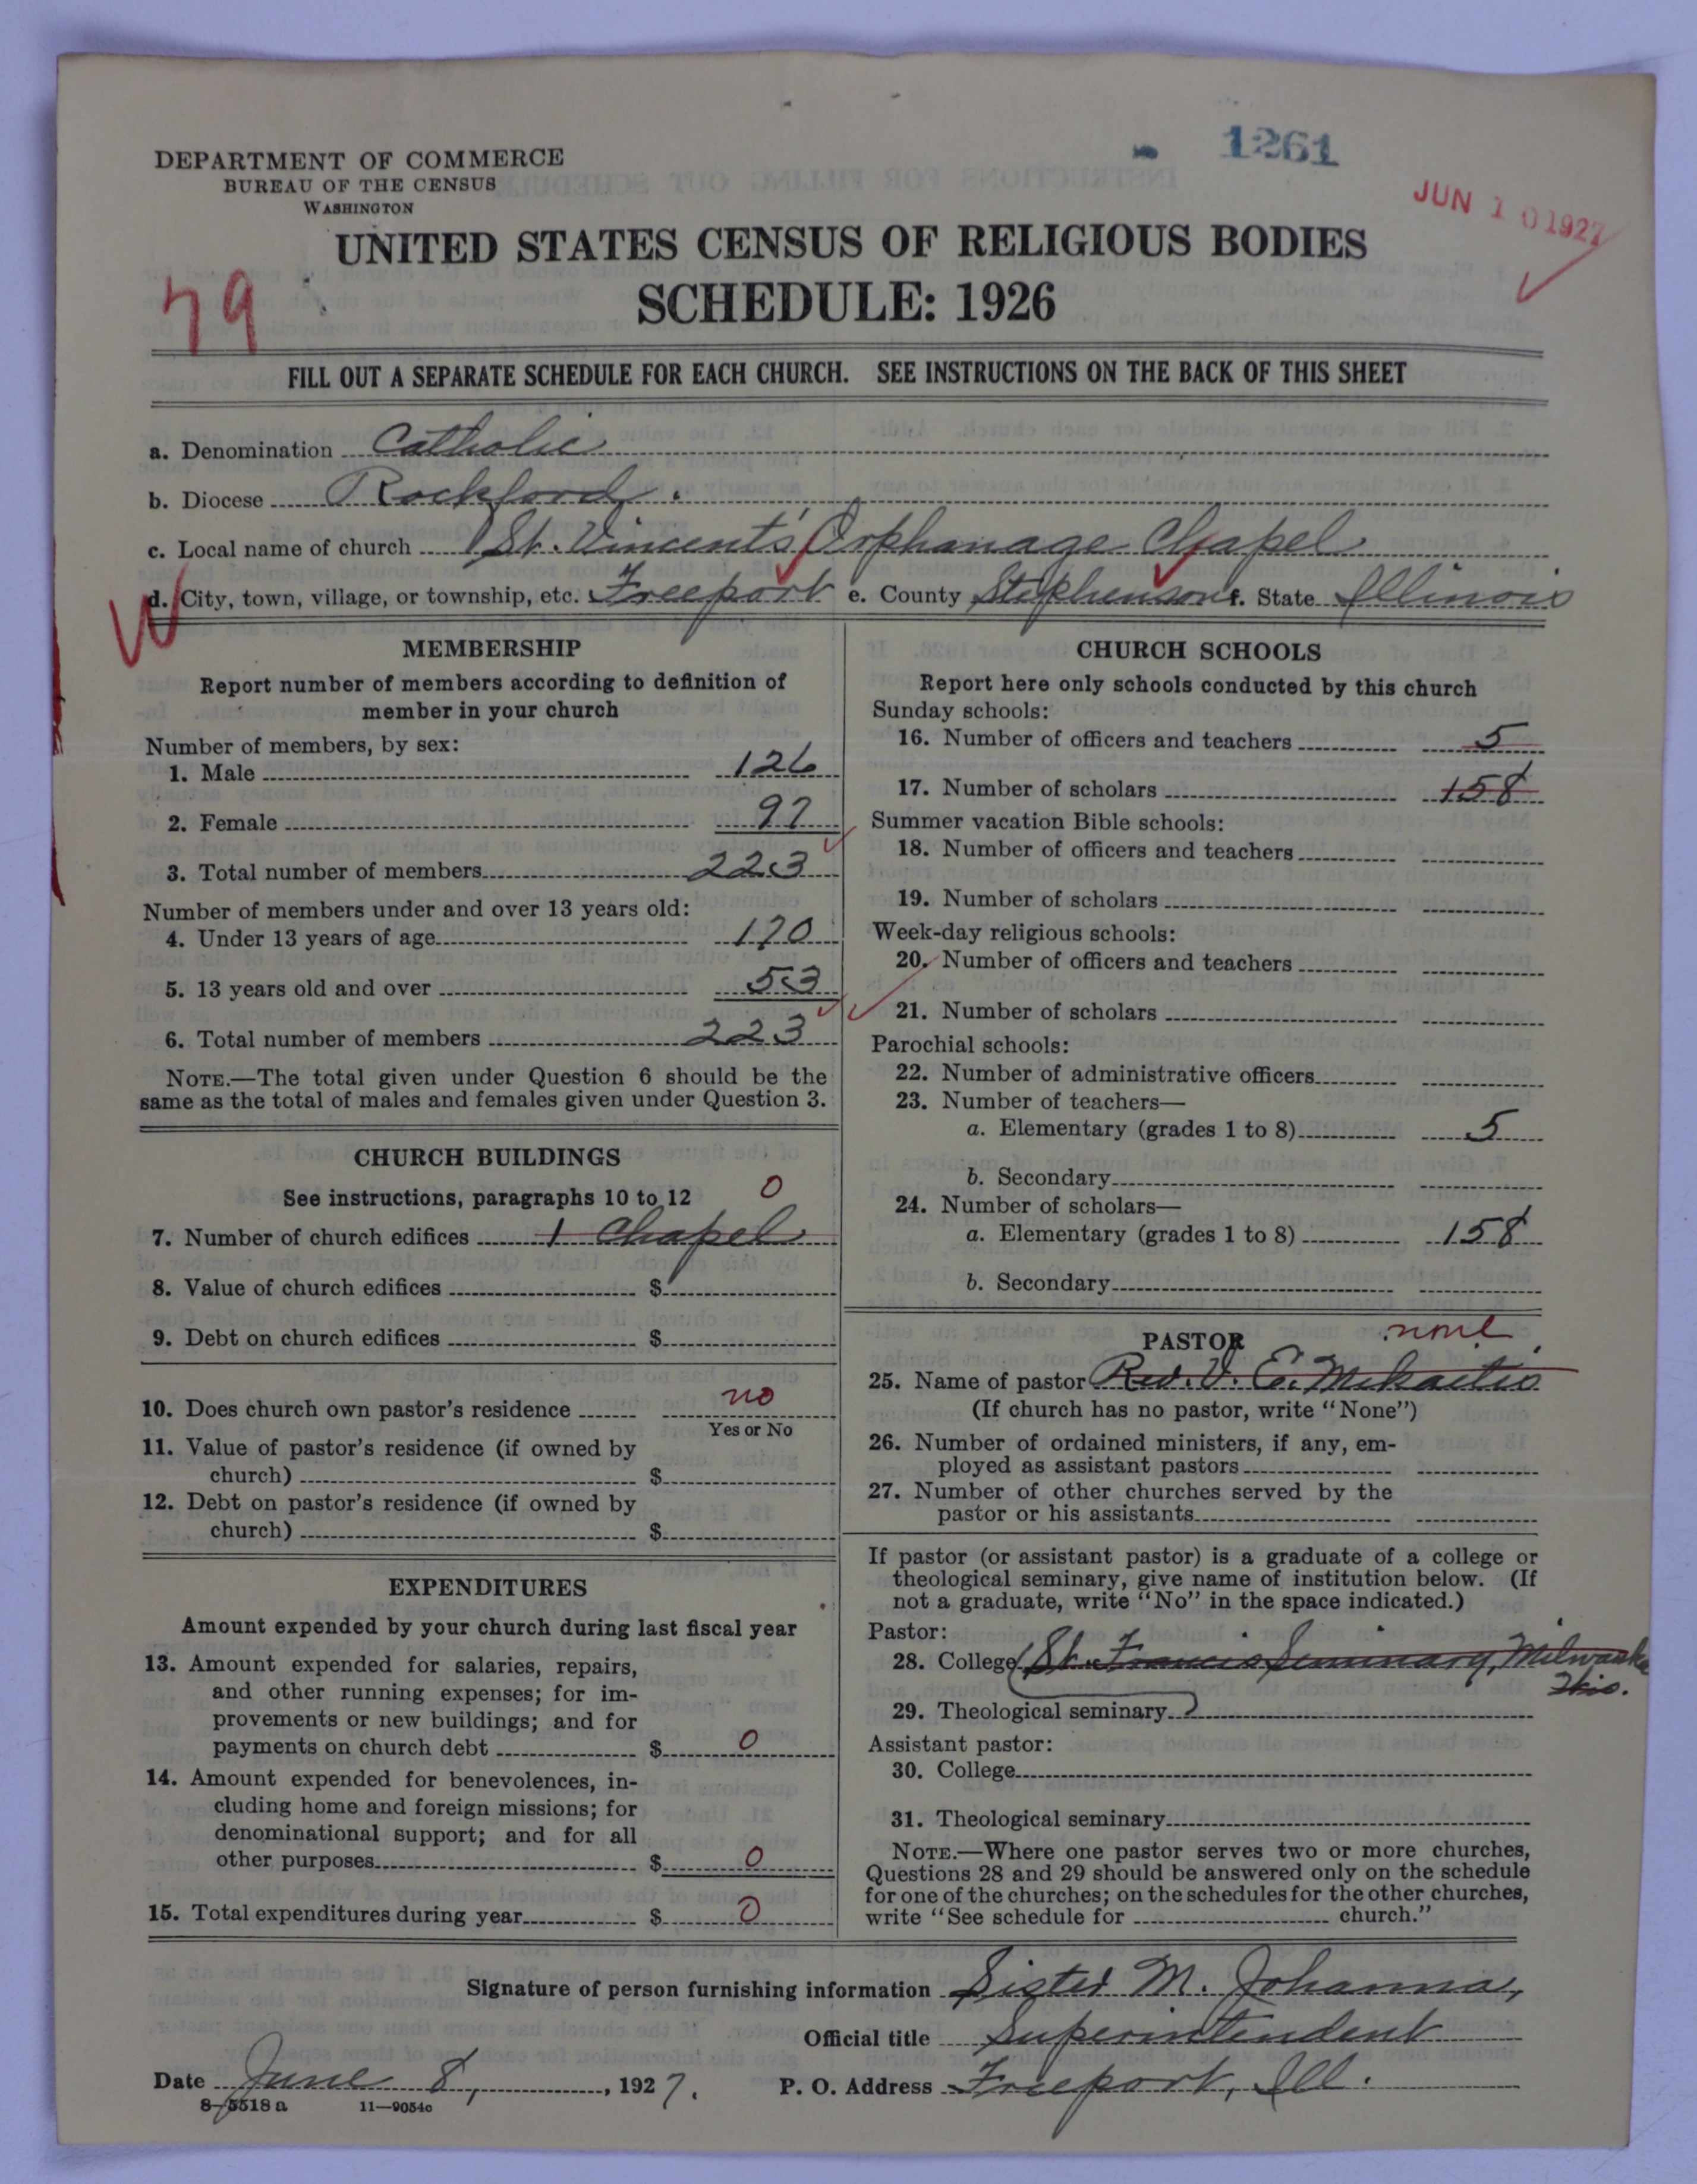 1261
JUN 10 1927
DEPARTMENT OF COMMERCE
BUREAU OF THE CENSUS
WASHINGTON
UNITED STATES CENSUS OF RELIGIOUS BODIES
SCHEDULE: 1926
79
FILL OUT A SEPARATE SCHEDULE FOR EACH CHURCH. SEE INSTRUCTIONS ON THE BACK OF THIS SHEET
a. Denomination Catholic
b. Diocese Rockford.
c. Local name of church St. Vincent's Orphanage Chapel
d. City, town, village, or township, etc. Freeport e. County Stephenson f. State Illinois
MEMBERSHIP
Report number of members according to definition of
member in your church
Number of members, by sex:
1. Male 126
2. Female 97
3. Total number of members 223
Number of members under and over 13 years old:
4. Under 13 years of age 170
5. 13 years old and over 53
6. Total number of members 223
NOTE.—The total given under Question 6 should be the
same as the total of males and females given under Question 3.
CHURCH BUILDINGS
See instructions, paragraphs 10 to 12 0
7. Number of church edifices 1 Chapel
8. Value of church edifices $
9. Debt on church edifices $
10. Does church own pastor's residence no
Yes or No
11. Value of pastor's residence (if owned by
church) $
12. Debt on pastor's residence (if owned by
church) $
EXPENDITURES
Amount expended by your church during last fiscal year
13. Amount expended for salaries, repairs,
and other running expenses; for im-
provements or new buildings; and for
payments on church debt $ 0
14. Amount expended for benevolences, in-
cluding home and foreign missions; for
denominational support; and for all
other purposes $ 0
15. Total expenditures during year $ 0
CHURCH SCHOOLS
Report here only schools conducted by this church
Sunday schools:
16. Number of officers and teachers 5
17. Number of scholars 158
Summer vacation Bible schools:
18. Number of officers and teachers
19. Number of scholars
Week-day religious schools:
20. Number of officers and teachers
21. Number of scholars
Parochial schools:
22. Number of administrative officers
23. Number of teachers—
a. Elementary (grades 1 to 8) 5
b. Secondary
24. Number of scholars—
a. Elementary (grades 1 to 8) 158
b. Secondary
PASTOR none
25. Name of pastor Rev. V. E. Mikaitis
(If church has no pastor, write "None")
26. Number of ordained ministers, if any, em-
ployed as assistant pastors
27. Number of other churches served by the
pastor or his assistants
If pastor (or assistant pastor) is a graduate of a college or
theological seminary, give name of institution below. (If
not a graduate, write "No" in the space indicated.)
Pastor:
28. College St. Francis Seminary, Milwaukee
Wis.
29. Theological seminary
Assistant pastor:
30. College
31. Theological seminary
NOTE.—Where one pastor serves two or more churches,
Questions 28 and 29 should be answered only on the schedule
for one of the churches; on the schedules for the other churches,
write "See schedule for church."
Signature of person furnishing information Sister M. Johanna,
Official title Superintendent
Date June 8, 1927. P. O. Address Freeport, Ill.
8-5518a 11—9054c